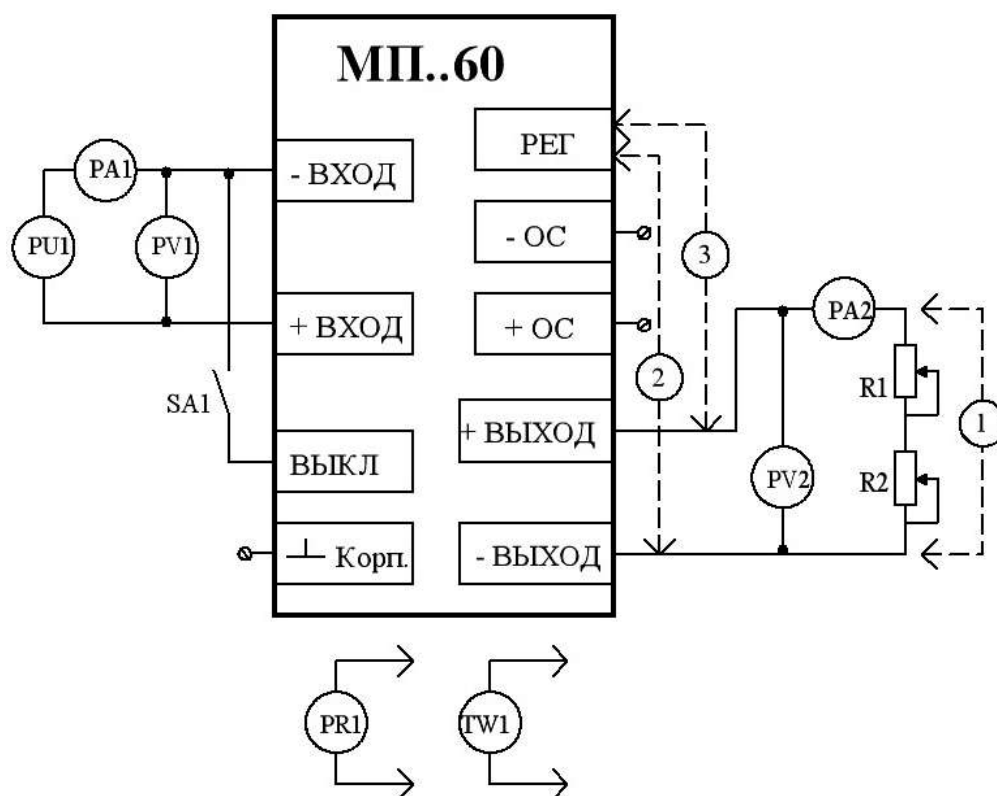 МП..60
РЕГ
- ВХОД
PA1
PU1
PV1
- ОС
3
+ ВХОД
+ ОС
PA2
2
R1
SA1
1
+ ВЫХОД
ВЫКЛ
PV2
R2
Корп.
- ВЫХОД
PR1
TW1